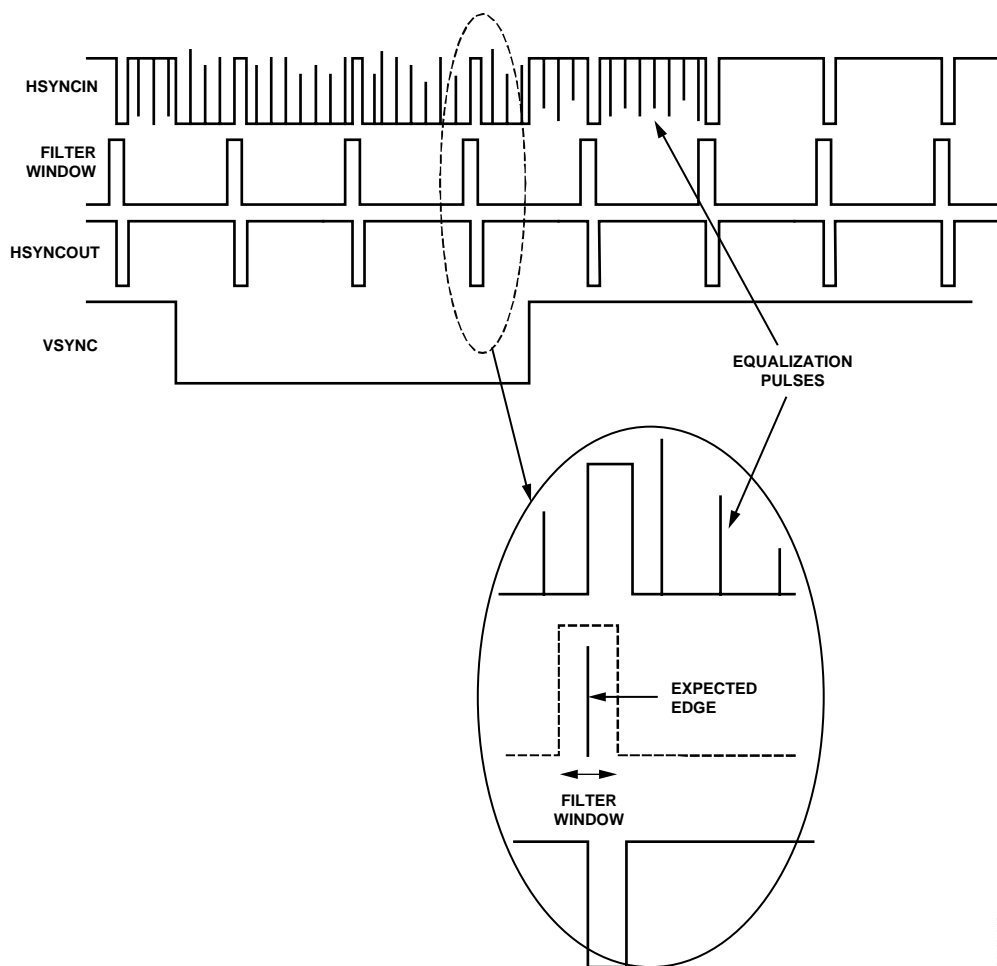 HSYNCIN
FILTER
WINDOW
HSYNCOUT
VSYNC
EQUALIZATION
PULSES
EXPECTED
EDGE
FILTER
WINDOW